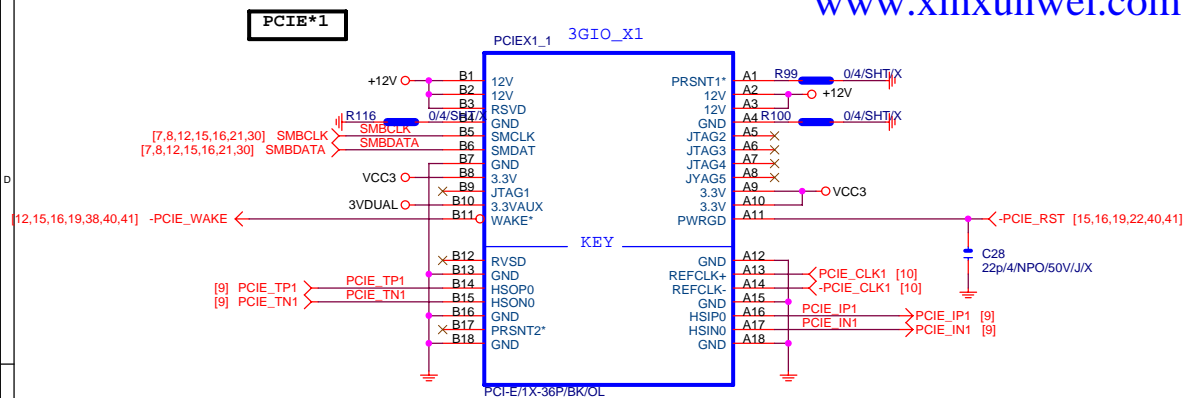 www.xinxunwei.com
PCIE*1
3GIO_X1
PCIEX1_1
+12V B1 12V PRSNT1* A1 R99 0/4/SHT/X
B2 12V 12V A2 +12V
B3 RSVD 12V A3
R116 0/4/SHT/X B4 GND GND A4 R100 0/4/SHT/X
[7,8,12,15,16,21,30] SMBCLK SMBCLK B5 SMCLK JTAG2 A5
[7,8,12,15,16,21,30] SMBDATA SMBDATA B6 SMDAT JTAG3 A6
B7 GND JTAG4 A7
VCC3 B8 3.3V JYAG5 A8
D
B9 JTAG1 3.3V A9 VCC3
3VDUAL B10 3.3VAUX 3.3V A10
[12,15,16,19,38,40,41] -PCIE_WAKE B11 WAKE* PWRGD A11 -PCIE_RST [15,16,19,22,40,41]
KEY
C28
22p/4/NPO/50V/J/X
B12 RVSD GND A12
B13 GND REFCLK+ A13 PCIE_CLK1 [10]
[9] PCIE_TP1 PCIE_TP1 B14 HSOP0 REFCLK- A14 -PCIE_CLK1 [10]
[9] PCIE_TN1 PCIE_TN1 B15 HSON0 GND A15
B16 GND HSIP0 A16 PCIE_IP1 PCIE_IP1 [9]
B17 PRSNT2* HSIN0 A17 PCIE_IN1 PCIE_IN1 [9]
B18 GND GND A18
PCI-E/1X-36P/BK/OL